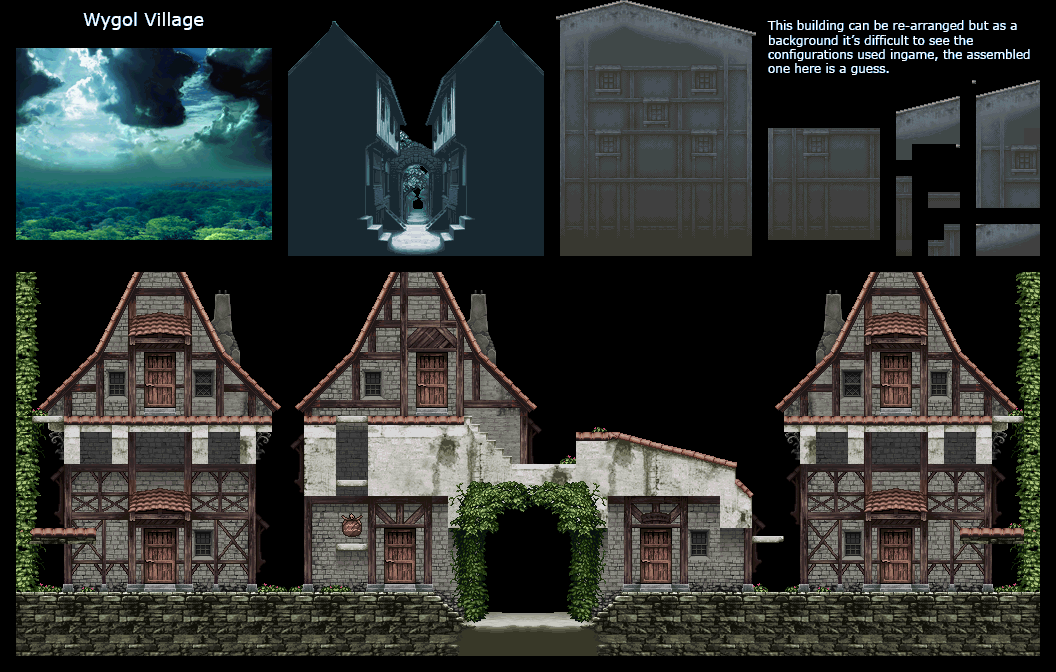 Wygol Village
This building can be re-arranged but as a
background it's difficult to see the
configurations used ingame, the assembled
one here is a guess.